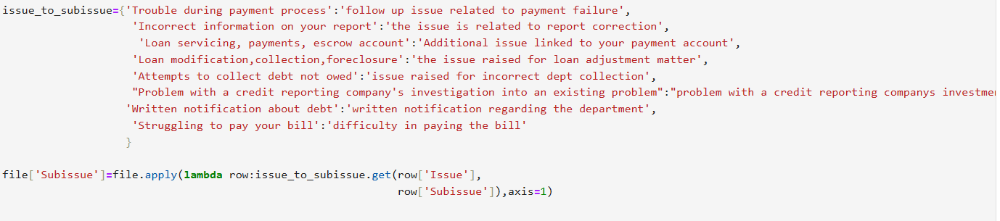 issue_to_subissue={'Trouble during payment process':'follow up issue related to payment failure',
'Incorrect information on your report':'the issue is related to report correction',
'Loan servicing, payments, escrow account':'Additional issue linked to your payment account',
'Loan modification,collection,foreclosure':'the issue raised for loan adjustment matter',
'Attempts to collect debt not owed':'issue raised for incorrect dept collection',
"Problem with a credit reporting company's investigation into an existing problem":"problem with a credit reporting companys
'Written notification about debt':'written notification regarding the department',
'Struggling to pay your bill':'difficulty in paying the bill'
}
file['Subissue']=file.apply(lambda row:issue_to_subissue.get(row['Issue'],
row['Subissue']),axis=1)